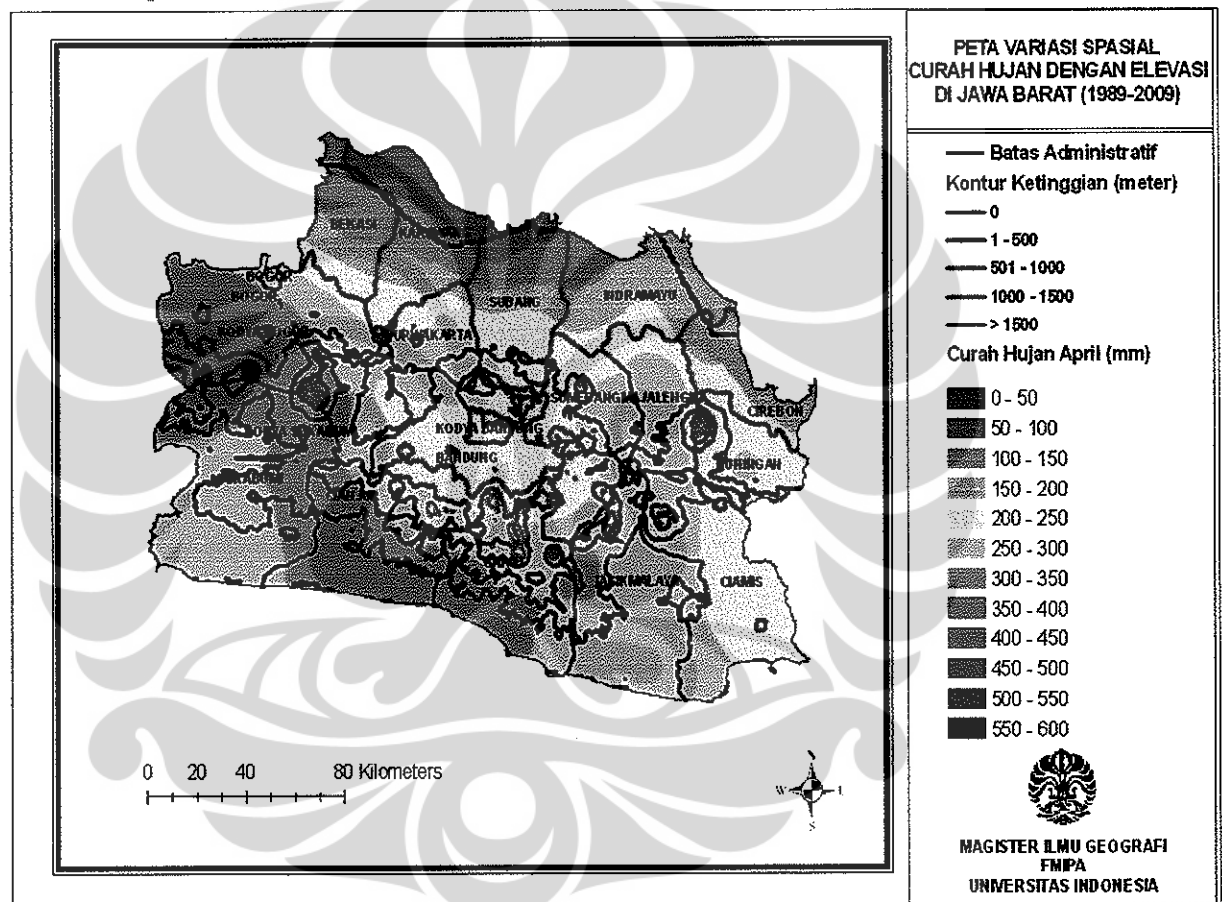 PETA VARIASI SPASIAL
CURAH HUJAN DENGAN ELEVASI
DI JAWA BARAT (1989-2009)
Batas Administratif
Kontur Ketinggian (meter)
0
1 - 500
501 - 1000
1000 - 1500
> 1500
Curah Hujan April (mm)
0 - 50
50 - 100
100 - 150
150 - 200
200 - 250
250 - 300
300 - 350
350 - 400
400 - 450
450 - 500
500 - 550
550 - 600
MAGISTER ILMU GEOGRAFI
FMIPA
UNIVERSITAS INDONESIA
BEKASI
SUBANG
INDRAMAYU
BOGOR
PURWAKARTA
CIREBON
KODYA BANDUNG
BANDUNG
TASIKMALAYA
CIAMIS
0 20 40 80 Kilometers
W
S